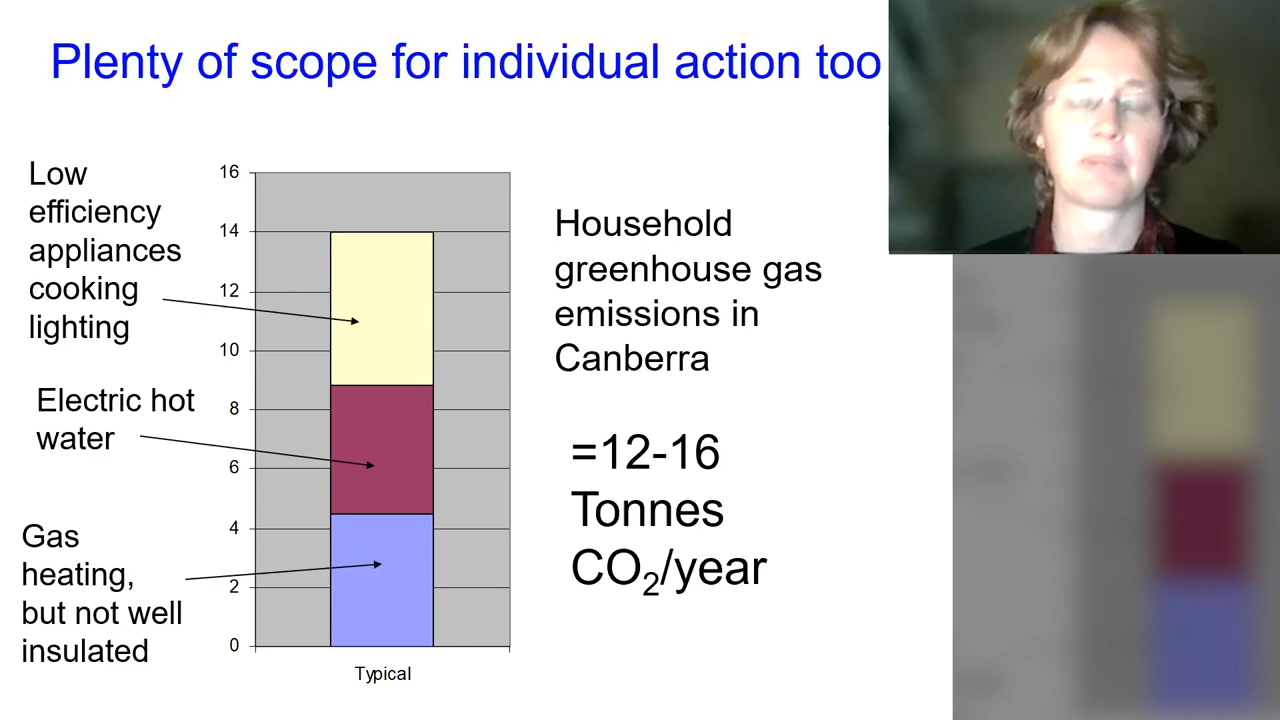 Plenty of scope for individual action too
Low
efficiency
appliances
cooking
lighting
Electric hot
water
Gas
heating,
but not well
insulated
16
14
12
10
8
6
4
2
0
Typical
Household
greenhouse gas
emissions in
Canberra
=12-16
Tonnes
CO₂/year